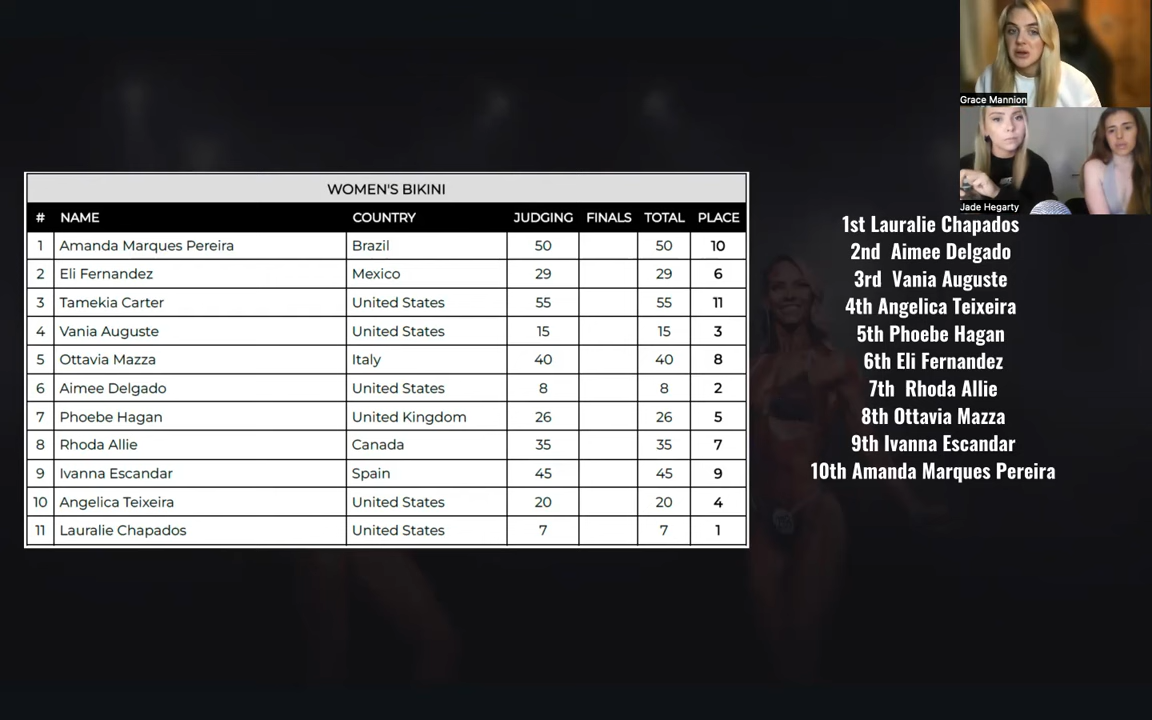 Grace Mannion
Jade Hegarty
WOMEN'S BIKINI
# NAME COUNTRY JUDGING FINALS TOTAL PLACE
1 Amanda Marques Pereira Brazil 50 50 10
2 Eli Fernandez Mexico 29 29 6
3 Tamekia Carter United States 55 55 11
4 Vania Auguste United States 15 15 3
5 Ottavia Mazza Italy 40 40 8
6 Aimee Delgado United States 8 8 2
7 Phoebe Hagan United Kingdom 26 26 5
8 Rhoda Allie Canada 35 35 7
9 Ivanna Escandar Spain 45 45 9
10 Angelica Teixeira United States 20 20 4
11 Lauralie Chapados United States 7 7 1
1st Lauralie Chapados
2nd Aimee Delgado
3rd Vania Auguste
4th Angelica Teixeira
5th Phoebe Hagan
6th Eli Fernandez
7th Rhoda Allie
8th Ottavia Mazza
9th Ivanna Escandar
10th Amanda Marques Pereira